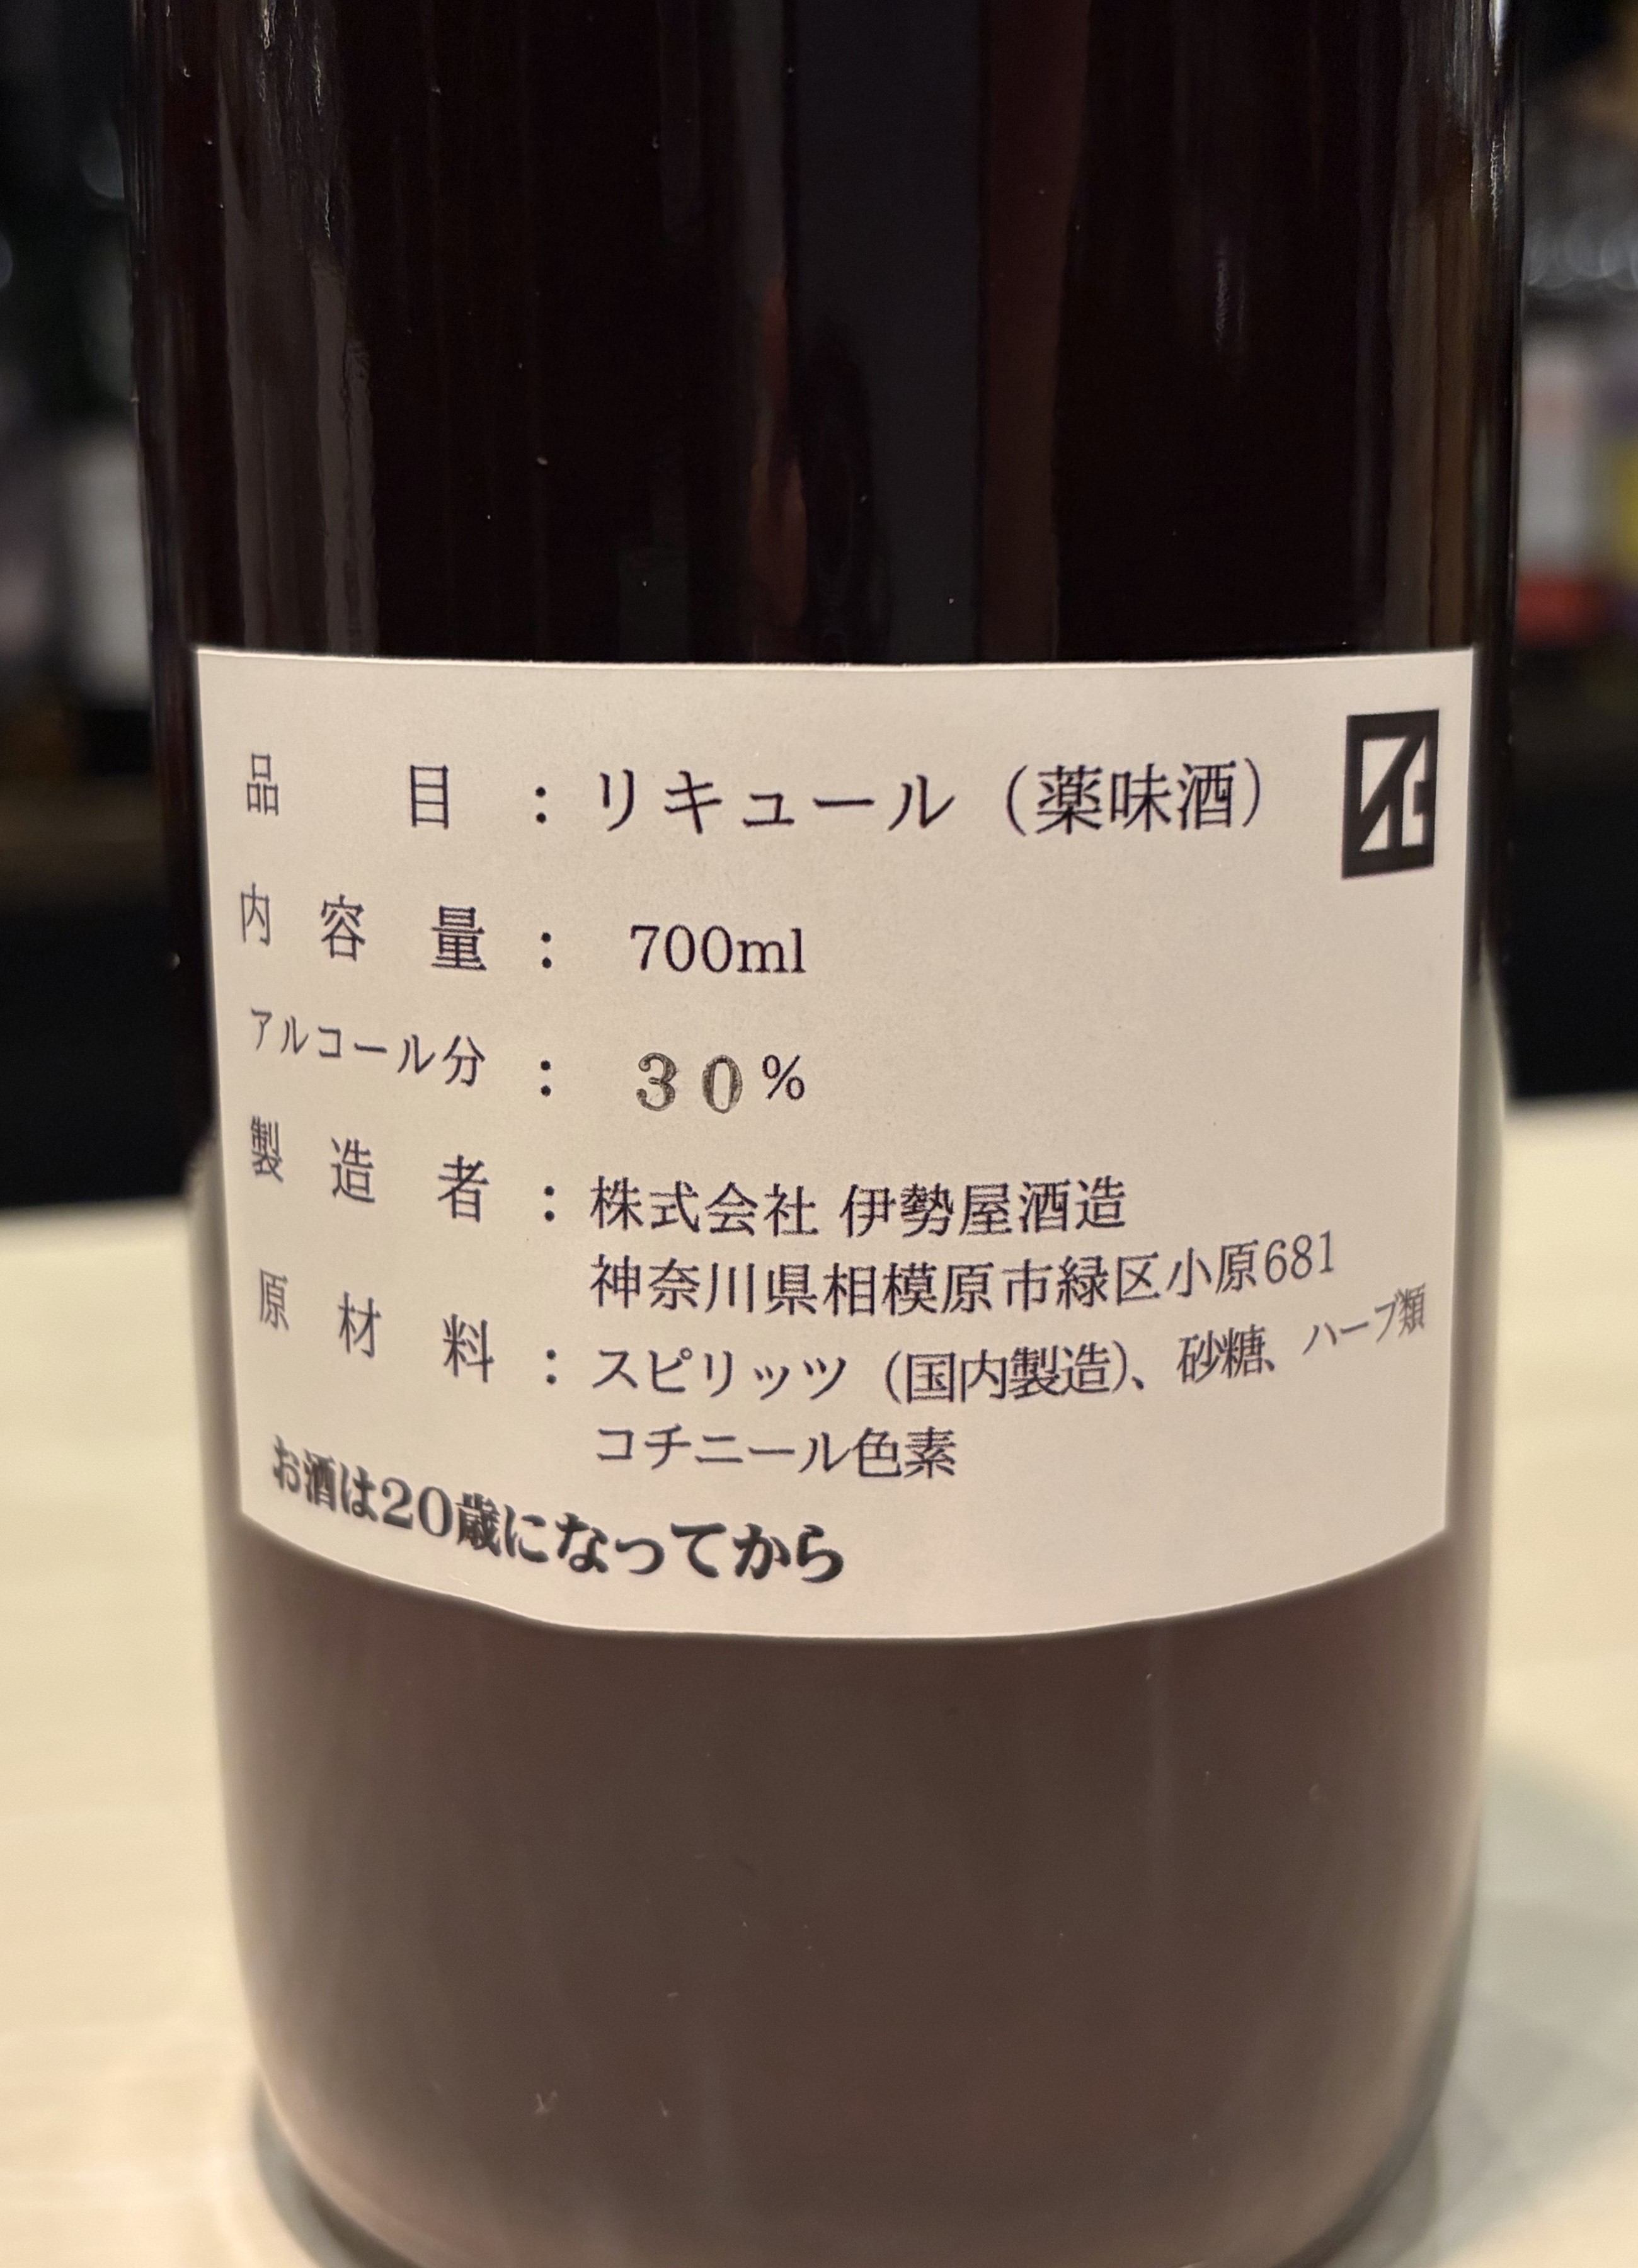 品目：リキュール（薬味酒）
内容量：700ml
アルコール分：30%
製造者：株式会社 伊勢屋酒造
神奈川県相模原市緑区小原681
原材料：スピリッツ（国内製造）、砂糖、ハーブ類
コチニール色素
お酒は20歳になってから